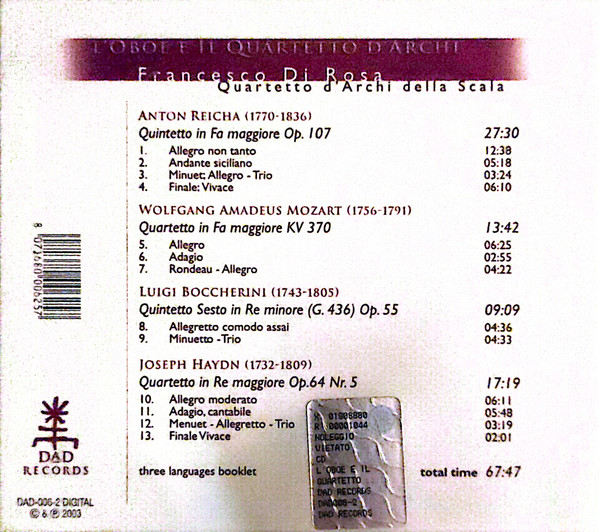 L'OBOE E IL QUARTETTO D'ARCHI
Francesco Di Rosa
Quartetto d'Archi della Scala
ANTON REICHA (1770-1836)
Quintetto in Fa maggiore Op. 107 27:30
1. Allegro non tanto 12:38
2. Andante siciliano 05:18
3. Minuet: Allegro - Trio 03:24
4. Finale: Vivace 06:10
WOLFGANG AMADEUS MOZART (1756-1791)
Quartetto in Fa maggiore KV 370 13:42
5. Allegro 06:25
6. Adagio 02:55
7. Rondeau - Allegro 04:22
LUIGI BOCCHERINI (1743-1805)
Quintetto Sesto in Re minore (G. 436) Op. 55 09:09
8. Allegretto comodo assai 04:36
9. Minuetto -Trio 04:33
JOSEPH HAYDN (1732-1809)
Quartetto in Re maggiore Op.64 Nr. 5 17:19
10. Allegro moderato 06:11
11. Adagio, cantabile 05:48
12. Menuet - Allegretto - Trio 03:19
13. Finale Vivace 02:01
three languages booklet total time 67:47
8 071680 006257
DAD
RECORDS
DAD-006-2 DIGITAL
© & ℗ 2003
R 00001044
NOLEGGIO
VIETATO
CD
L'OBOE E IL
QUARTETTO
DAD RECORDS
DAD006-2
DAD RECORDS